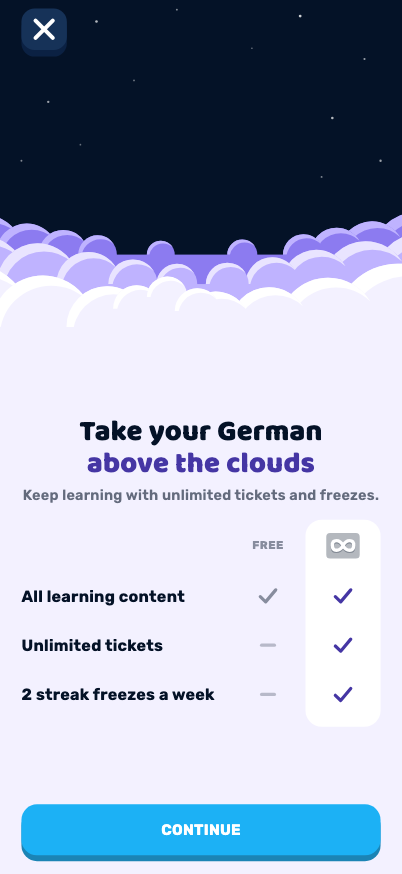 Take your German
above the clouds
Keep learning with unlimited tickets and freezes.
FREE
All learning content
Unlimited tickets
2 streak freezes a week
CONTINUE